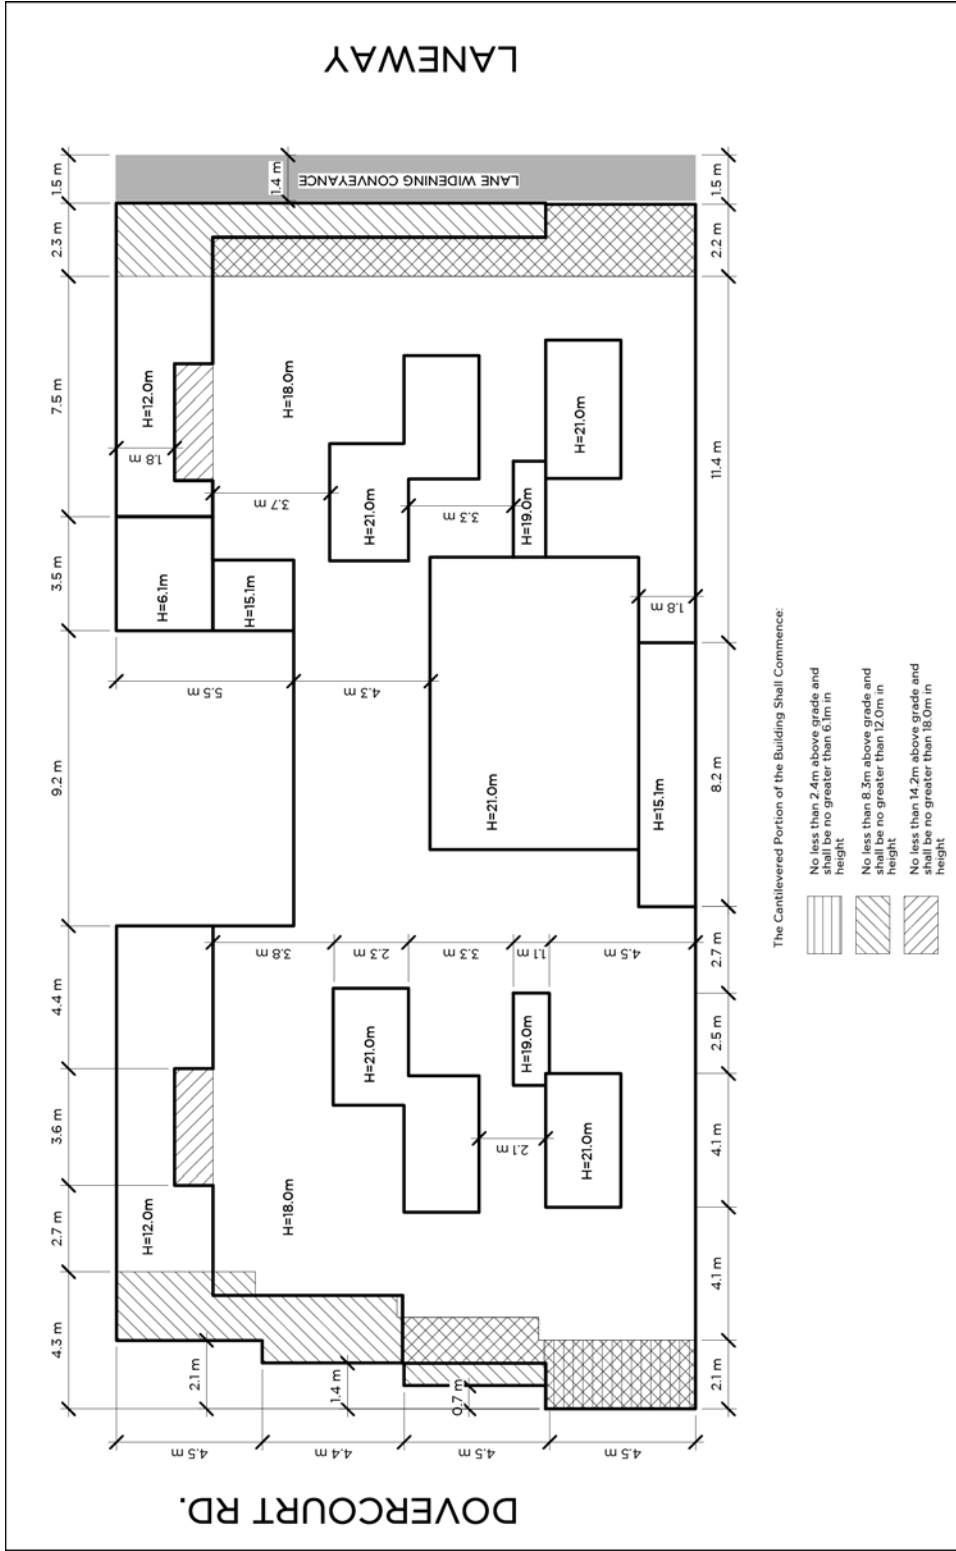 LANEWAY
1.5 m
2.3 m
7.5 m
3.5 m
9.2 m
4.4 m
3.6 m
2.7 m
4.3 m
1.4 m
LANE WIDENING CONVEYANCE
1.5 m
2.2 m
11.4 m
8.2 m
2.7 m
2.5 m
4.1 m
4.1 m
2.1 m
H=12.0m
1.8 m
H=18.0m
3.7 m
H=21.0m
3.3 m
H=19.0m
H=21.0m
H=6.1m
H=15.1m
5.5 m
4.3 m
1.8 m
H=21.0m
H=15.1m
3.8 m
2.3 m
3.3 m
1.1 m
4.5 m
H=21.0m
H=19.0m
2.1 m
H=21.0m
H=12.0m
H=18.0m
2.1 m
1.4 m
0.7 m
4.5 m
4.4 m
4.5 m
4.5 m
DOVERCOURT RD.
The Cantilevered Portion of the Building Shall Commence:
No less than 2.4m above grade and
shall be no greater than 6.1m in
height
No less than 8.3m above grade and
shall be no greater than 12.0m in
height
No less than 14.2m above grade and
shall be no greater than 18.0m in
height